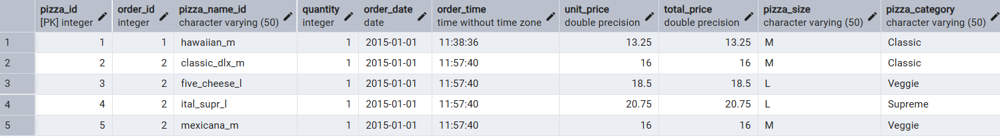 pizza_id order_id pizza_name_id quantity order_date order_time unit_price total_price pizza_size pizza_category
[PK] integer integer character varying (50) integer date time without time zone double precision double precision character varying (50) character varying (50)
1 1 1 hawaiian_m 1 2015-01-01 11:38:36 13.25 13.25 M Classic
2 2 2 classic_dlx_m 1 2015-01-01 11:57:40 16 16 M Classic
3 3 2 five_cheese_l 1 2015-01-01 11:57:40 18.5 18.5 L Veggie
4 4 2 ital_supr_l 1 2015-01-01 11:57:40 20.75 20.75 L Supreme
5 5 2 mexicana_m 1 2015-01-01 11:57:40 16 16 M Veggie